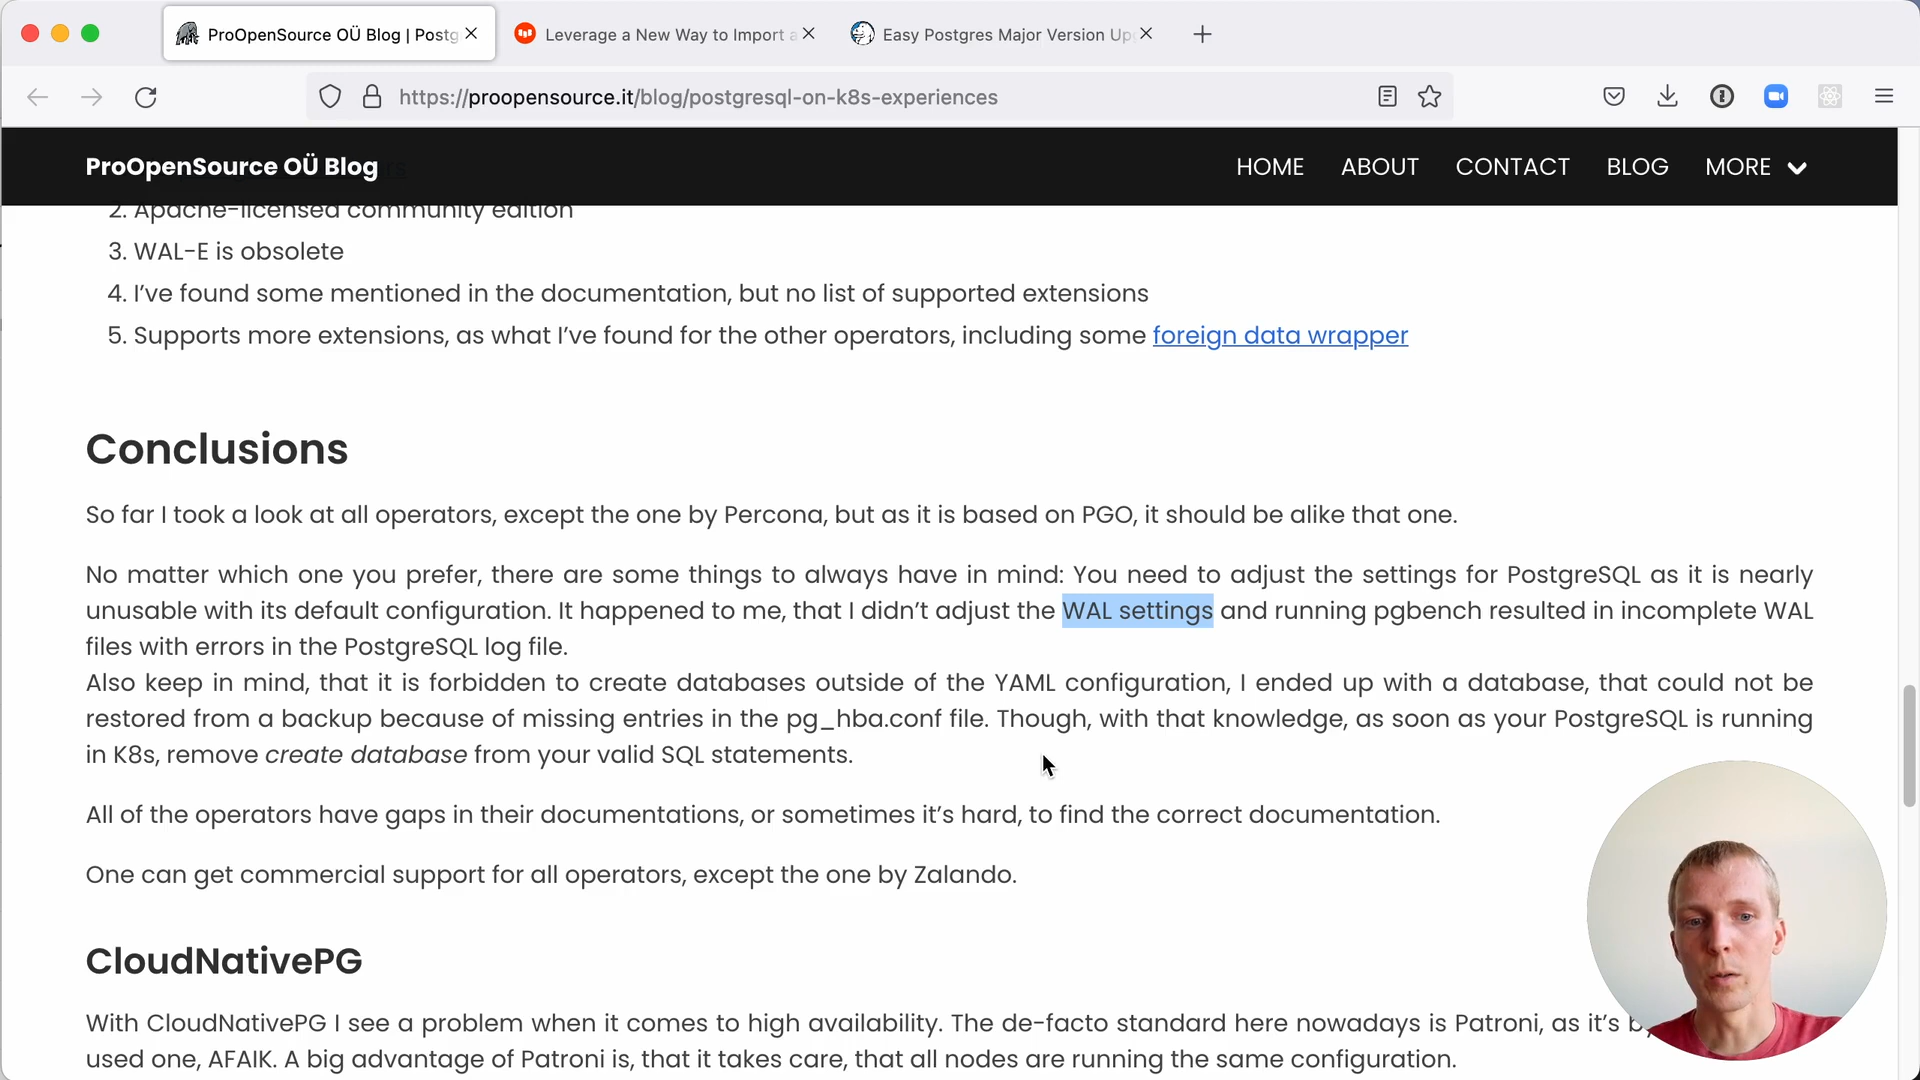 ProOpenSource OÜ Blog | Postg
Leverage a New Way to Import a
Easy Postgres Major Version Up
https://proopensource.it/blog/postgresql-on-k8s-experiences
ProOpenSource OÜ Blog
HOME
ABOUT
CONTACT
BLOG
MORE
2. Apache-licensed community edition
3. WAL-E is obsolete
4. I've found some mentioned in the documentation, but no list of supported extensions
5. Supports more extensions, as what I've found for the other operators, including some foreign data wrapper
Conclusions
So far I took a look at all operators, except the one by Percona, but as it is based on PGO, it should be alike that one.
No matter which one you prefer, there are some things to always have in mind: You need to adjust the settings for PostgreSQL as it is nearly
unusable with its default configuration. It happened to me, that I didn't adjust the WAL settings and running pgbench resulted in incomplete WAL
files with errors in the PostgreSQL log file.
Also keep in mind, that it is forbidden to create databases outside of the YAML configuration, I ended up with a database, that could not be
restored from a backup because of missing entries in the pg_hba.conf file. Though, with that knowledge, as soon as your PostgreSQL is running
in K8s, remove create database from your valid SQL statements.
All of the operators have gaps in their documentations, or sometimes it's hard, to find the correct documentation.
One can get commercial support for all operators, except the one by Zalando.
CloudNativePG
With CloudNativePG I see a problem when it comes to high availability. The de-facto standard here nowadays is Patroni, as it's
used one, AFAIK. A big advantage of Patroni is, that it takes care, that all nodes are running the same configuration.